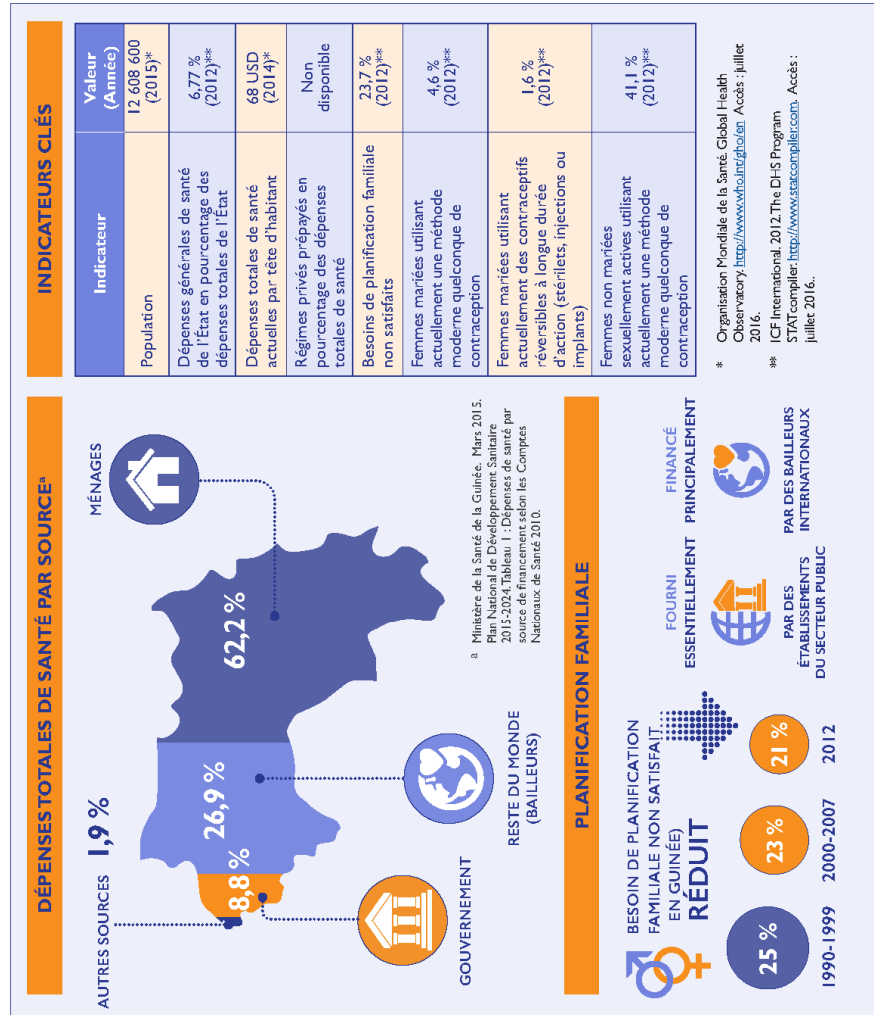 DÉPENSES TOTALES DE SANTÉ PAR SOURCEª
AUTRES SOURCES 1,9 %
MÉNAGES
8,8 %
26,9 %
62,2 %
GOUVERNEMENT
RESTE DU MONDE
(BAILLEURS)
a Ministère de la Santé de la Guinée. Mars 2015.
Plan National de Développement Sanitaire
2015-2024. Tableau 1 : Dépenses de santé par
source de financement selon les Comptes
Nationaux de Santé 2010.
PLANIFICATION FAMILIALE
BESOIN DE PLANIFICATION
FAMILIALE NON SATISFAIT
EN GUINÉE)
RÉDUIT
25 %
23 %
21 %
1990-1999
2000-2007
2012
FOURNI
ESSENTIELLEMENT
PAR DES
ÉTABLISSEMENTS
DU SECTEUR PUBLIC
FINANCÉ
PRINCIPALEMENT
PAR DES BAILLEURS
INTERNATIONAUX
INDICATEURS CLÉS
Indicateur
Valeur
(Année)
Population
12 608 600
(2015)*
Dépenses générales de santé
de l'État en pourcentage des
dépenses totales de l'État
6,77 %
(2012)**
Dépenses totales de santé
actuelles par tête d'habitant
68 USD
(2014)*
Régimes privés prépayés en
pourcentage des dépenses
totales de santé
Non
disponible
Besoins de planification familiale
non satisfaits
23,7 %
(2012)**
Femmes mariées utilisant
actuellement une méthode
moderne quelconque de
contraception
4,6 %
(2012)**
Femmes mariées utilisant
actuellement des contraceptifs
réversibles à longue durée
d'action (stérilets, injections ou
implants)
1,6 %
(2012)**
Femmes non mariées
sexuellement actives utilisant
actuellement une méthode
moderne quelconque de
contraception
41,1 %
(2012)**
* Organisation Mondiale de la Santé. Global Health
Observatory. http://www.who.int/gho/en Accès : juillet
2016.
** ICF International. 2012. The DHS Program
STATcompiler. http://www.statcompiler.com. Accès :
juillet 2016..